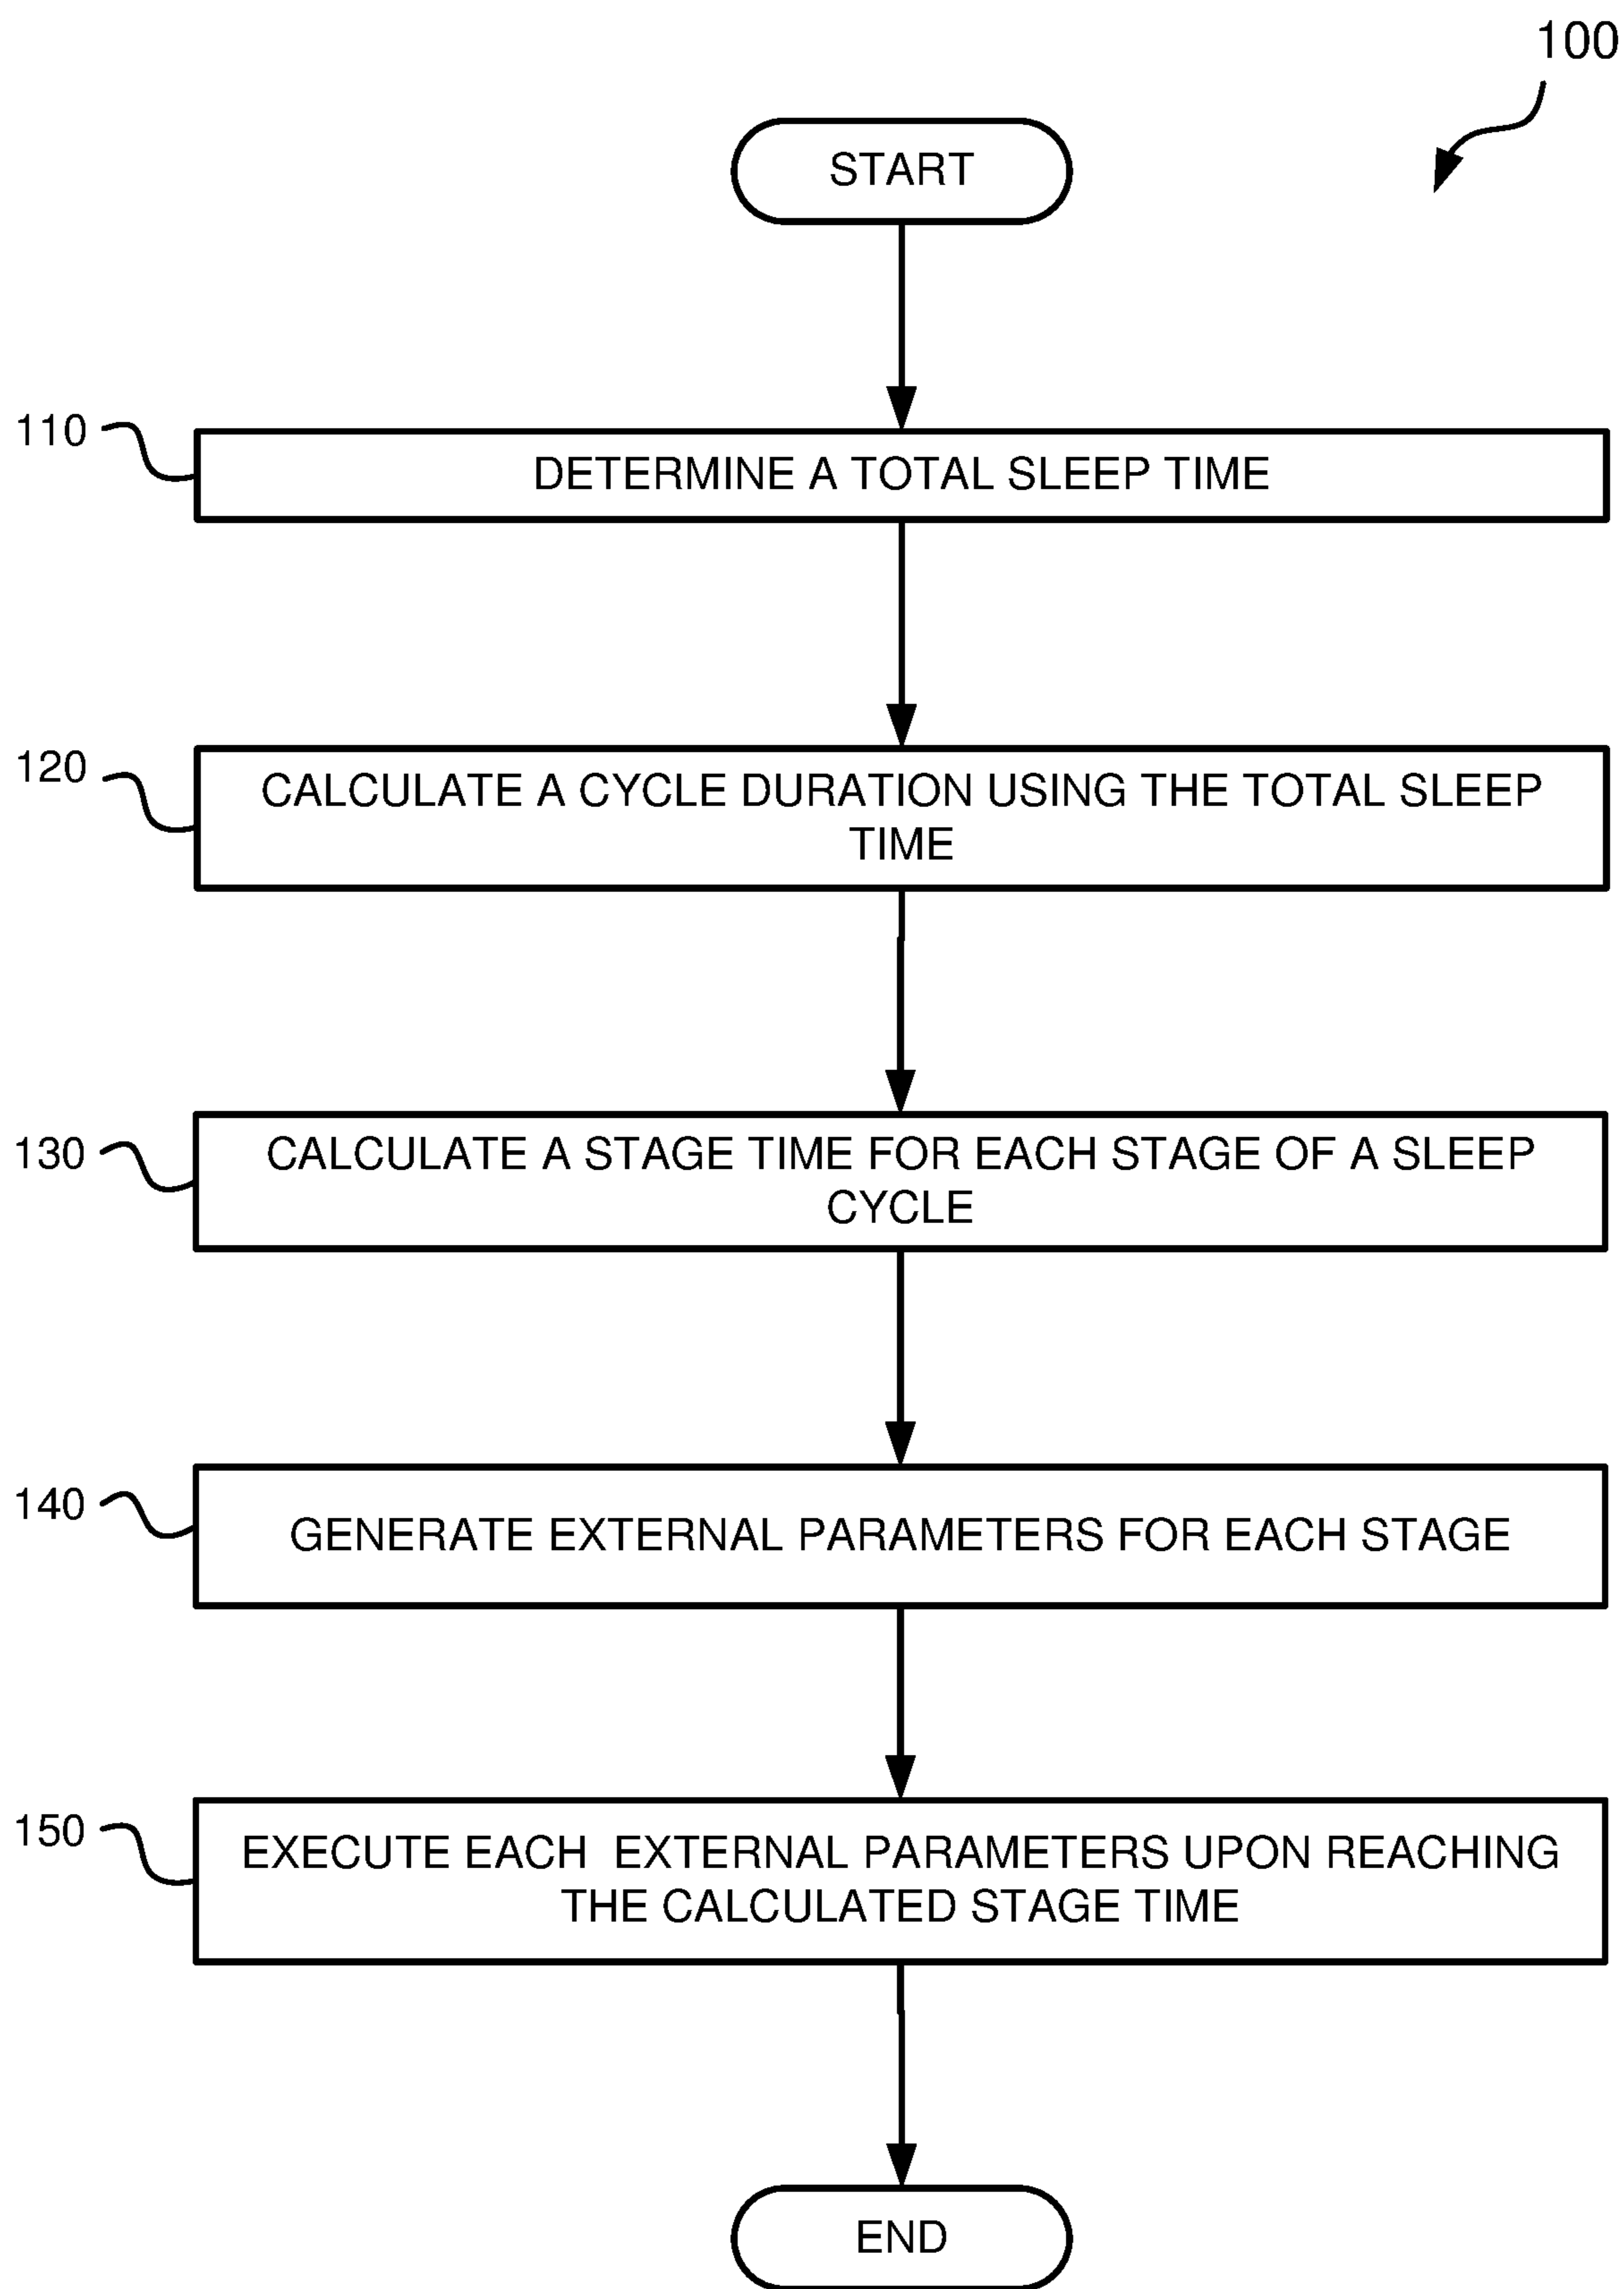 100
START
110
DETERMINE A TOTAL SLEEP TIME
120
CALCULATE A CYCLE DURATION USING THE TOTAL SLEEP
TIME
130
CALCULATE A STAGE TIME FOR EACH STAGE OF A SLEEP
CYCLE
140
GENERATE EXTERNAL PARAMETERS FOR EACH STAGE
150
EXECUTE EACH EXTERNAL PARAMETERS UPON REACHING
THE CALCULATED STAGE TIME
END